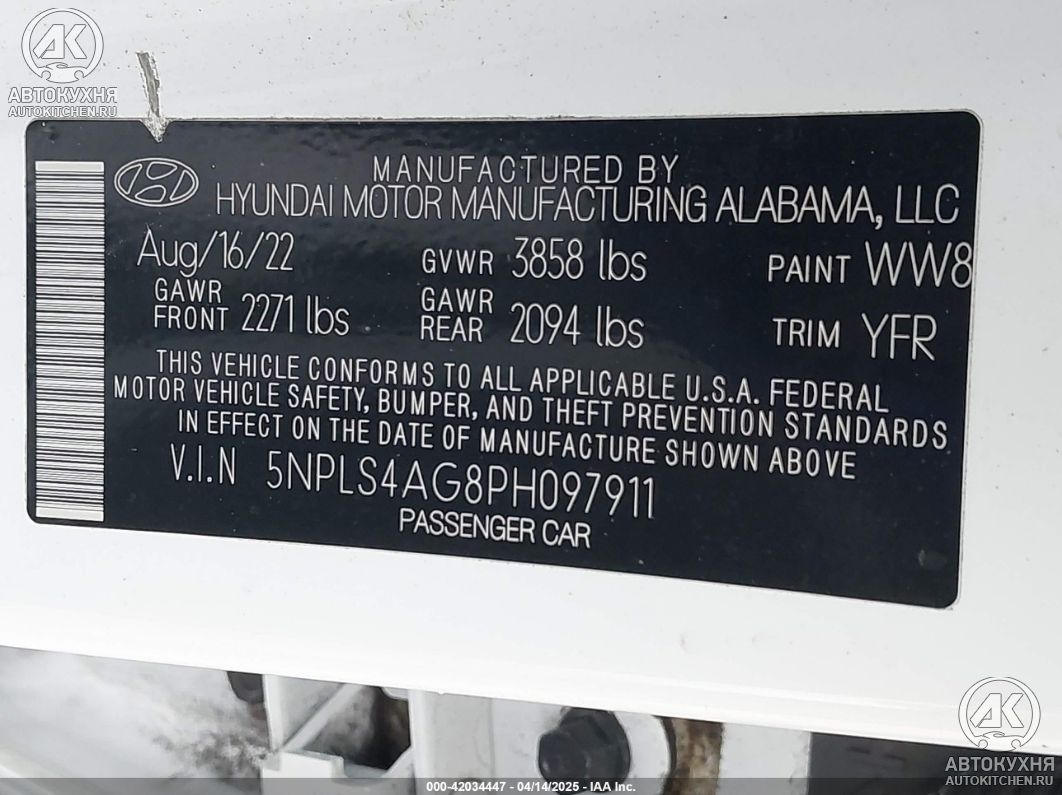 АК
АВТОКУХНЯ
AUTOKITCHEN.RU
MANUFACTURED BY
HYUNDAI MOTOR MANUFACTURING ALABAMA, LLC
Aug/16/22 GVWR 3858 lbs PAINT WW8
GAWR FRONT 2271 lbs GAWR REAR 2094 lbs TRIM YFR
THIS VEHICLE CONFORMS TO ALL APPLICABLE U.S.A. FEDERAL
MOTOR VEHICLE SAFETY, BUMPER, AND THEFT PREVENTION STANDARDS
IN EFFECT ON THE DATE OF MANUFACTURE SHOWN ABOVE
V.I.N 5NPLS4AG8PH097911
PASSENGER CAR
АК
АВТОКУХНЯ
AUTOKITCHEN.RU
000-42034447 - 04/14/2025 - IAA Inc.